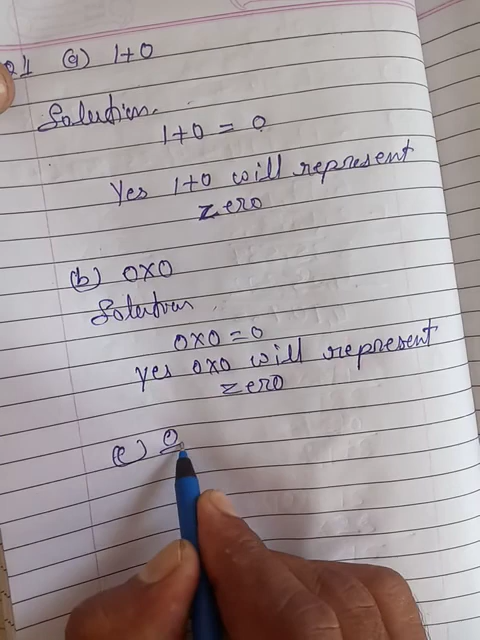 Q1 (a) 1+0
Solution.
1+0 = 0
Yes 1+0 will represent
zero
(b) 0x0
Solution
0x0 = 0
yes 0x0 will represent
zero
(c) 0